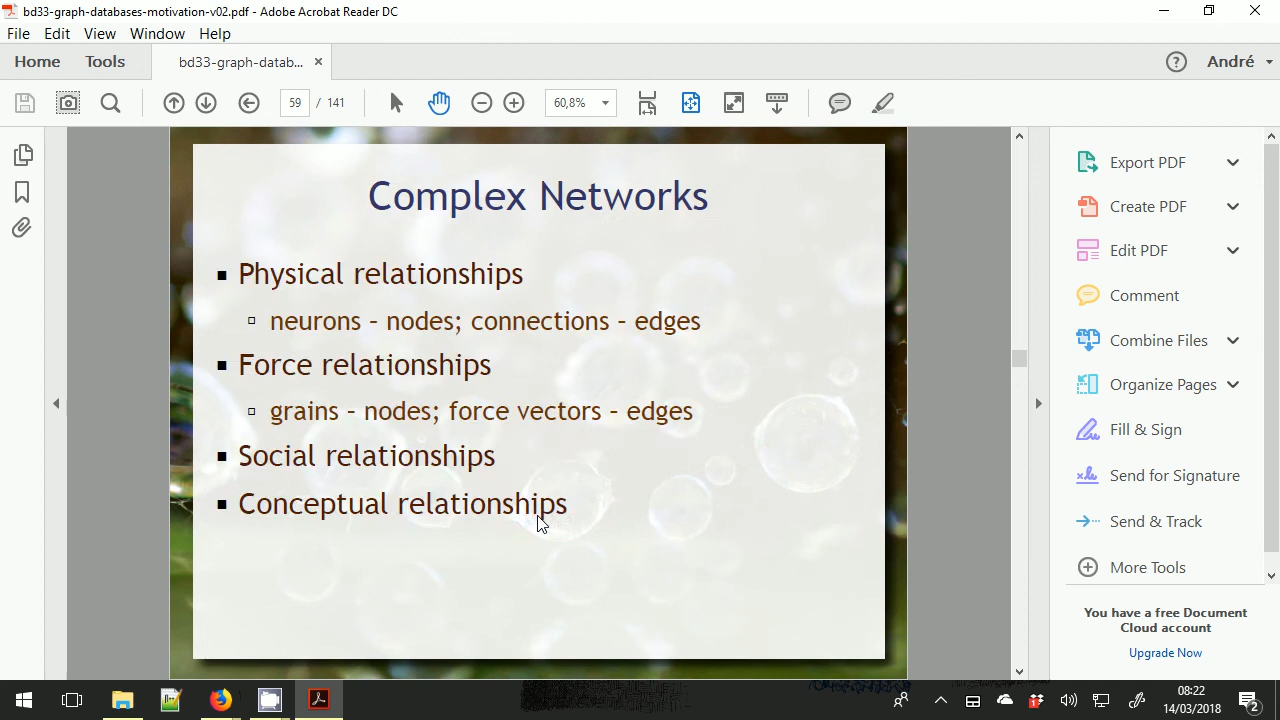 bd33-graph-databases-motivation-v02.pdf - Adobe Acrobat Reader DC
File Edit View Window Help
Home Tools bd33-graph-datab... × André
59 / 141 60,8%
Complex Networks
▪ Physical relationships
▫ neurons – nodes; connections – edges
▪ Force relationships
▫ grains – nodes; force vectors – edges
▪ Social relationships
▪ Conceptual relationships
Export PDF
Create PDF
Edit PDF
Comment
Combine Files
Organize Pages
Fill & Sign
Send for Signature
Send & Track
More Tools
You have a free Document
Cloud account
Upgrade Now
08:22
14/03/2018
2